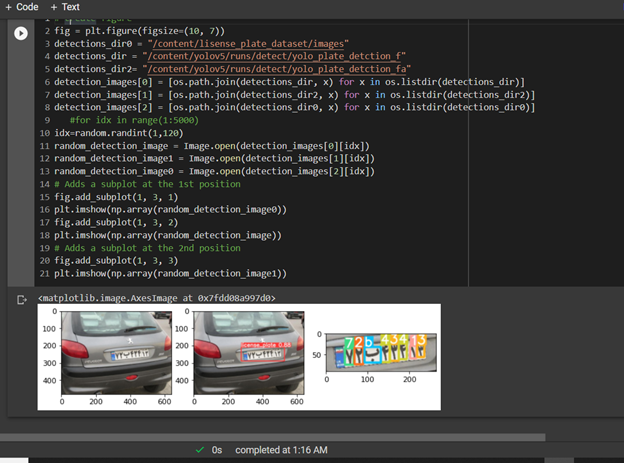 + Code + Text
1 # create figure
2 fig = plt.figure(figsize=(10, 7))
3 detections_dir0 = "/content/lisense_plate_dataset/images"
4 detections_dir = "/content/yolov5/runs/detect/yolo_plate_detction_f"
5 detections_dir2= "/content/yolov5/runs/detect/yolo_plate_detction_fa"
6 detection_images[0] = [os.path.join(detections_dir, x) for x in os.listdir(detections_dir)]
7 detection_images[1] = [os.path.join(detections_dir2, x) for x in os.listdir(detections_dir2)]
8 detection_images[2] = [os.path.join(detections_dir0, x) for x in os.listdir(detections_dir0)]
9 #for idx in range(1:5000)
10 idx=random.randint(1,120)
11 random_detection_image = Image.open(detection_images[0][idx])
12 random_detection_image1 = Image.open(detection_images[1][idx])
13 random_detection_image0 = Image.open(detection_images[2][idx])
14 # Adds a subplot at the 1st position
15 fig.add_subplot(1, 3, 1)
16 plt.imshow(np.array(random_detection_image0))
17 fig.add_subplot(1, 3, 2)
18 plt.imshow(np.array(random_detection_image))
19 # Adds a subplot at the 2nd position
20 fig.add_subplot(1, 3, 3)
21 plt.imshow(np.array(random_detection_image1))
<matplotlib.image.AxesImage at 0x7fdd08a997d0>
0
100
200
300
400
0 200 400 600
0
100
200
300
400
license_plate 0.86
0 200 400 600
0
50
7 2 b 4 3 4 1 3
0 100 200
0s completed at 1:16 AM